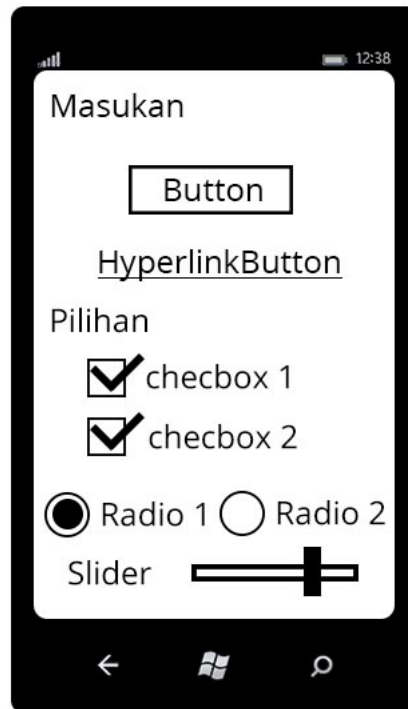 12:38
Masukan
Button
HyperlinkButton
Pilihan
checbox 1
checbox 2
Radio 1 Radio 2
Slider